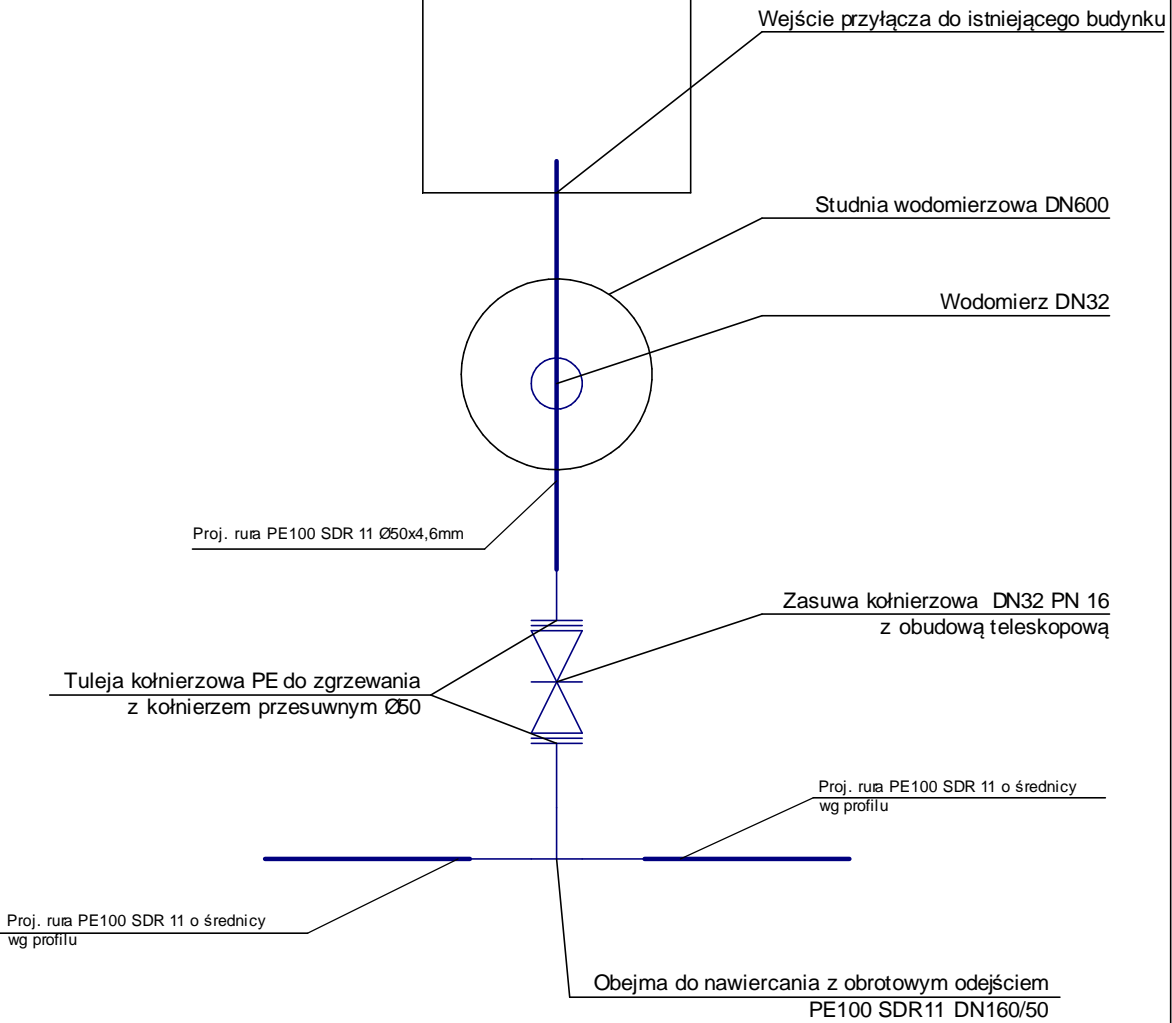 Wejście przyłącza do istniejącego budynku
Studnia wodomierzowa DN600
Wodomierz DN32
Proj. rura PE100 SDR 11 Ø50x4,6mm
Zasuwa kołnierzowa DN32 PN 16
z obudową teleskopową
Tuleja kołnierzowa PE do zgrzewania
z kołnierzem przesuwnym Ø50
Proj. rura PE100 SDR 11 o średnicy
wg profilu
Proj. rura PE100 SDR 11 o średnicy
wg profilu
Obejma do nawiercania z obrotowym odejściem
PE100 SDR11 DN160/50